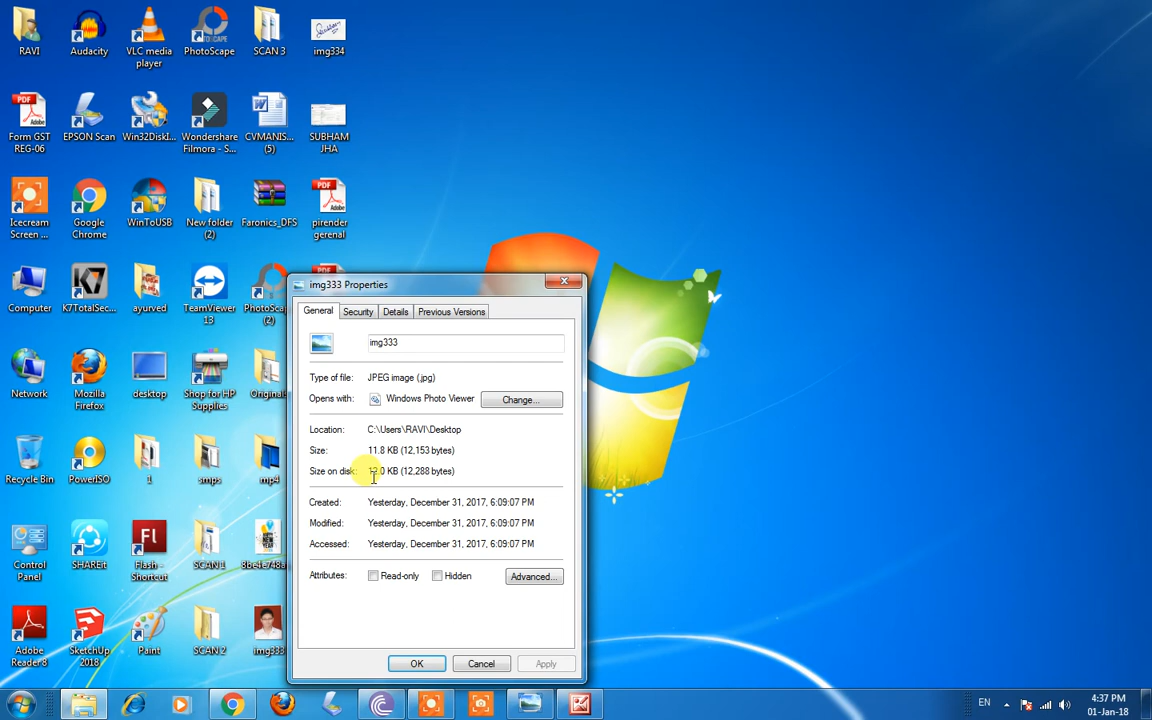 RAVI
Audacity
VLC media
player
PhotoScape
SCAN 3
img334
Form GST
REG-06
EPSON Scan
Win32DiskI...
Wondershare
Filmora - S...
CVMANIS...
(5)
SUBHAM
JHA
Icecream
Screen ...
Google
Chrome
WinToUSB
New folder
(2)
Faronics_DFS
pirender
gerenal
Computer
K7TotalSec...
ayurved
TeamViewer
13
PhotoScap
(2)
Network
Mozilla
Firefox
desktop
Shop for HP
Supplies
Original
Recycle Bin
PowerISO
1
smps
mp4
Control
Panel
SHAREit
Flash -
Shortcut
SCAN 1
8bc4e748a
Adobe
Reader 8
SketchUp
2018
Paint
SCAN 2
img333
img333 Properties
General
Security
Details
Previous Versions
img333
Type of file: JPEG image (.jpg)
Opens with: Windows Photo Viewer
Change...
Location: C:\Users\RAVI\Desktop
Size: 11.8 KB (12,153 bytes)
Size on disk: 12.0 KB (12,288 bytes)
Created: Yesterday, December 31, 2017, 6:09:07 PM
Modified: Yesterday, December 31, 2017, 6:09:07 PM
Accessed: Yesterday, December 31, 2017, 6:09:07 PM
Attributes: Read-only Hidden
Advanced...
OK
Cancel
Apply
EN
4:37 PM
01-Jan-18